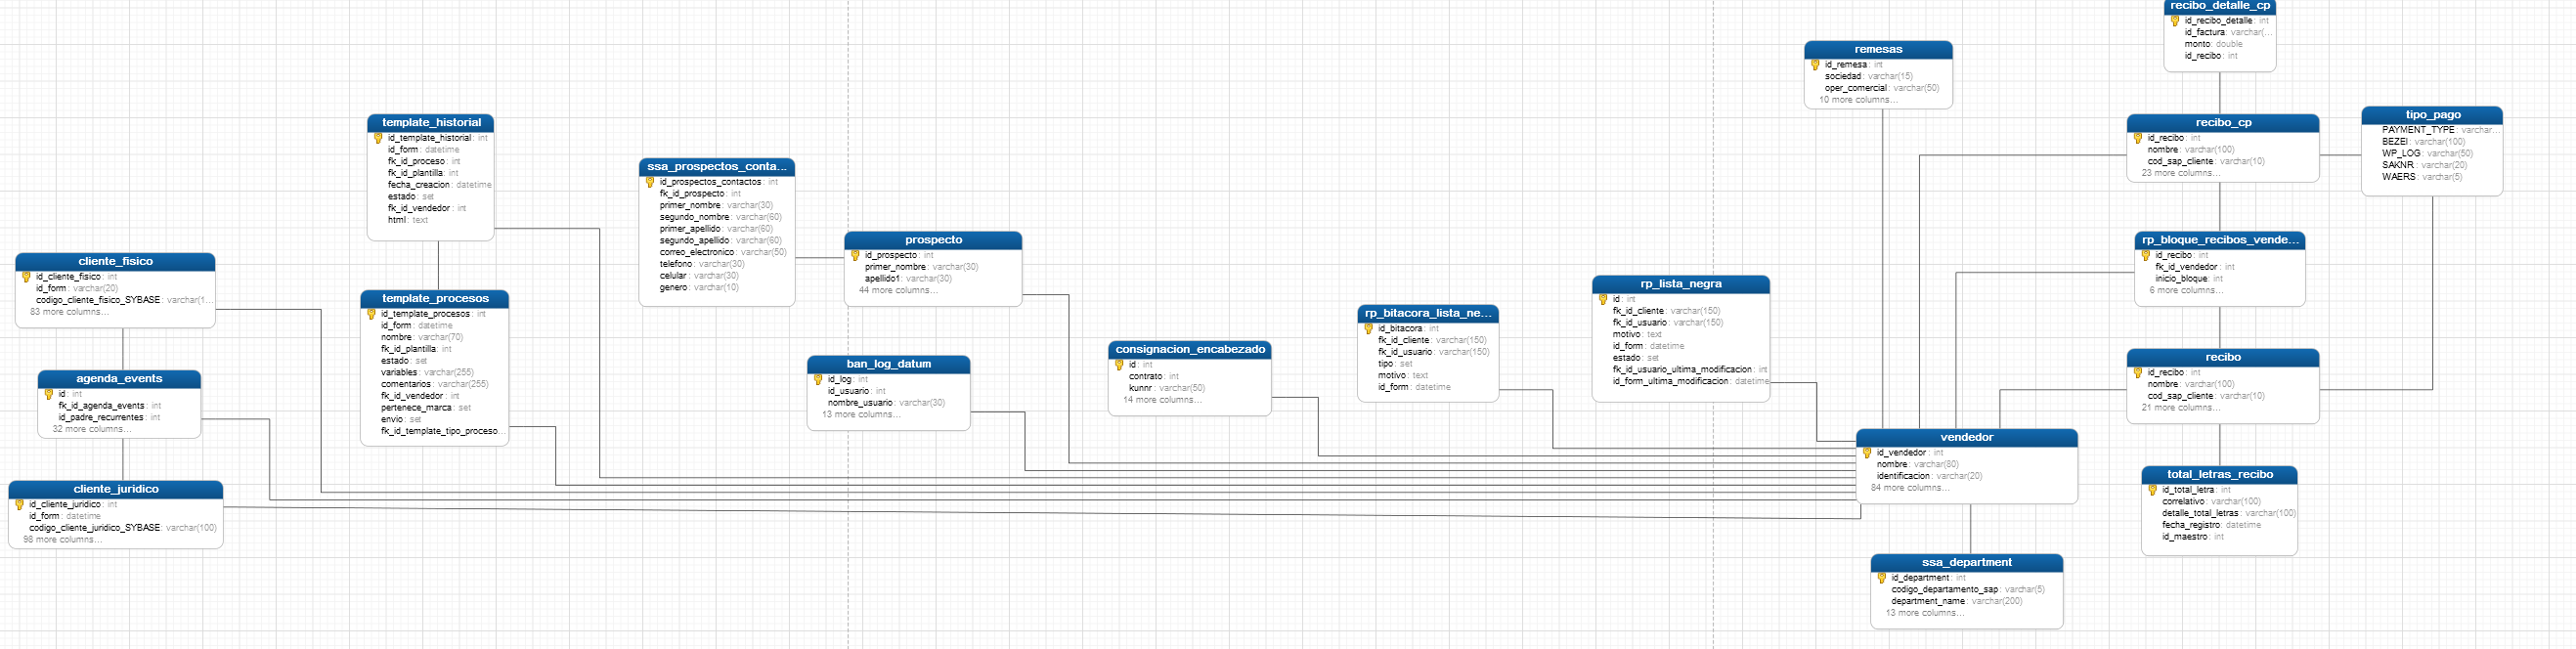 recibo_detalle_cp
id_recibo_detalle: int
id_factura: varchar(...
monto: double
id_recibo: int
remesas
id_remesa: int
sociedad: varchar(15)
oper_comercial: varchar(50)
10 more columns...
template_historial
id_template_historial: int
id_form: datetime
fk_id_proceso: int
fk_id_plantilla: int
fecha_creacion: datetime
estado: set
fk_id_vendedor: int
html: text
recibo_cp
id_recibo: int
nombre: varchar(100)
cod_sap_cliente: varchar(10)
23 more columns...
tipo_pago
PAYMENT_TYPE: varchar...
BEZEI: varchar(100)
WP_LOG: varchar(50)
SAKNR: varchar(20)
WAERS: varchar(5)
ssa_prospectos_conta...
id_prospectos_contactos: int
fk_id_prospecto: int
primer_nombre: varchar(30)
segundo_nombre: varchar(60)
primer_apellido: varchar(60)
segundo_apellido: varchar(60)
correo_electronico: varchar(50)
telefono: varchar(30)
celular: varchar(30)
genero: varchar(10)
prospecto
id_prospecto: int
primer_nombre: varchar(30)
apellido1: varchar(30)
44 more columns...
rp_bloque_recibos_vende...
id_recibo: int
fk_id_vendedor: int
inicio_bloque: int
6 more columns...
cliente_fisico
id_cliente_fisico: int
id_form: varchar(20)
codigo_cliente_fisico_SYBASE: varchar(1...
83 more columns...
template_procesos
id_template_procesos: int
id_form: datetime
nombre: varchar(70)
fk_id_plantilla: int
estado: set
variables: varchar(255)
comentarios: varchar(255)
fk_id_vendedor: int
pertenece_marca: set
envio: set
fk_id_template_tipo_proceso...
rp_lista_negra
id: int
fk_id_cliente: varchar(150)
fk_id_usuario: varchar(150)
motivo: text
id_form: datetime
estado: set
fk_id_usuario_ultima_modificacion: int
id_form_ultima_modificacion: datetime
rp_bitacora_lista_ne...
id_bitacora: int
fk_id_cliente: varchar(150)
fk_id_usuario: varchar(150)
tipo: set
motivo: text
id_form: datetime
consignacion_encabezado
id: int
contrato: int
kunnr: varchar(50)
14 more columns...
ban_log_datum
id_log: int
id_usuario: int
nombre_usuario: varchar(30)
13 more columns...
recibo
id_recibo: int
nombre: varchar(100)
cod_sap_cliente: varchar(10)
21 more columns...
agenda_events
id: int
fk_id_agenda_events: int
id_padre_recurrentes: int
32 more columns...
vendedor
id_vendedor: int
nombre: varchar(80)
identificacion: varchar(20)
84 more columns...
total_letras_recibo
id_total_letra: int
correlativo: varchar(100)
detalle_total_letras: varchar(100)
fecha_registro: datetime
id_maestro: int
cliente_juridico
id_cliente_juridico: int
id_form: datetime
codigo_cliente_juridico_SYBASE: varchar(100)
98 more columns...
ssa_department
id_department: int
codigo_departamento_sap: varchar(5)
department_name: varchar(200)
13 more columns...